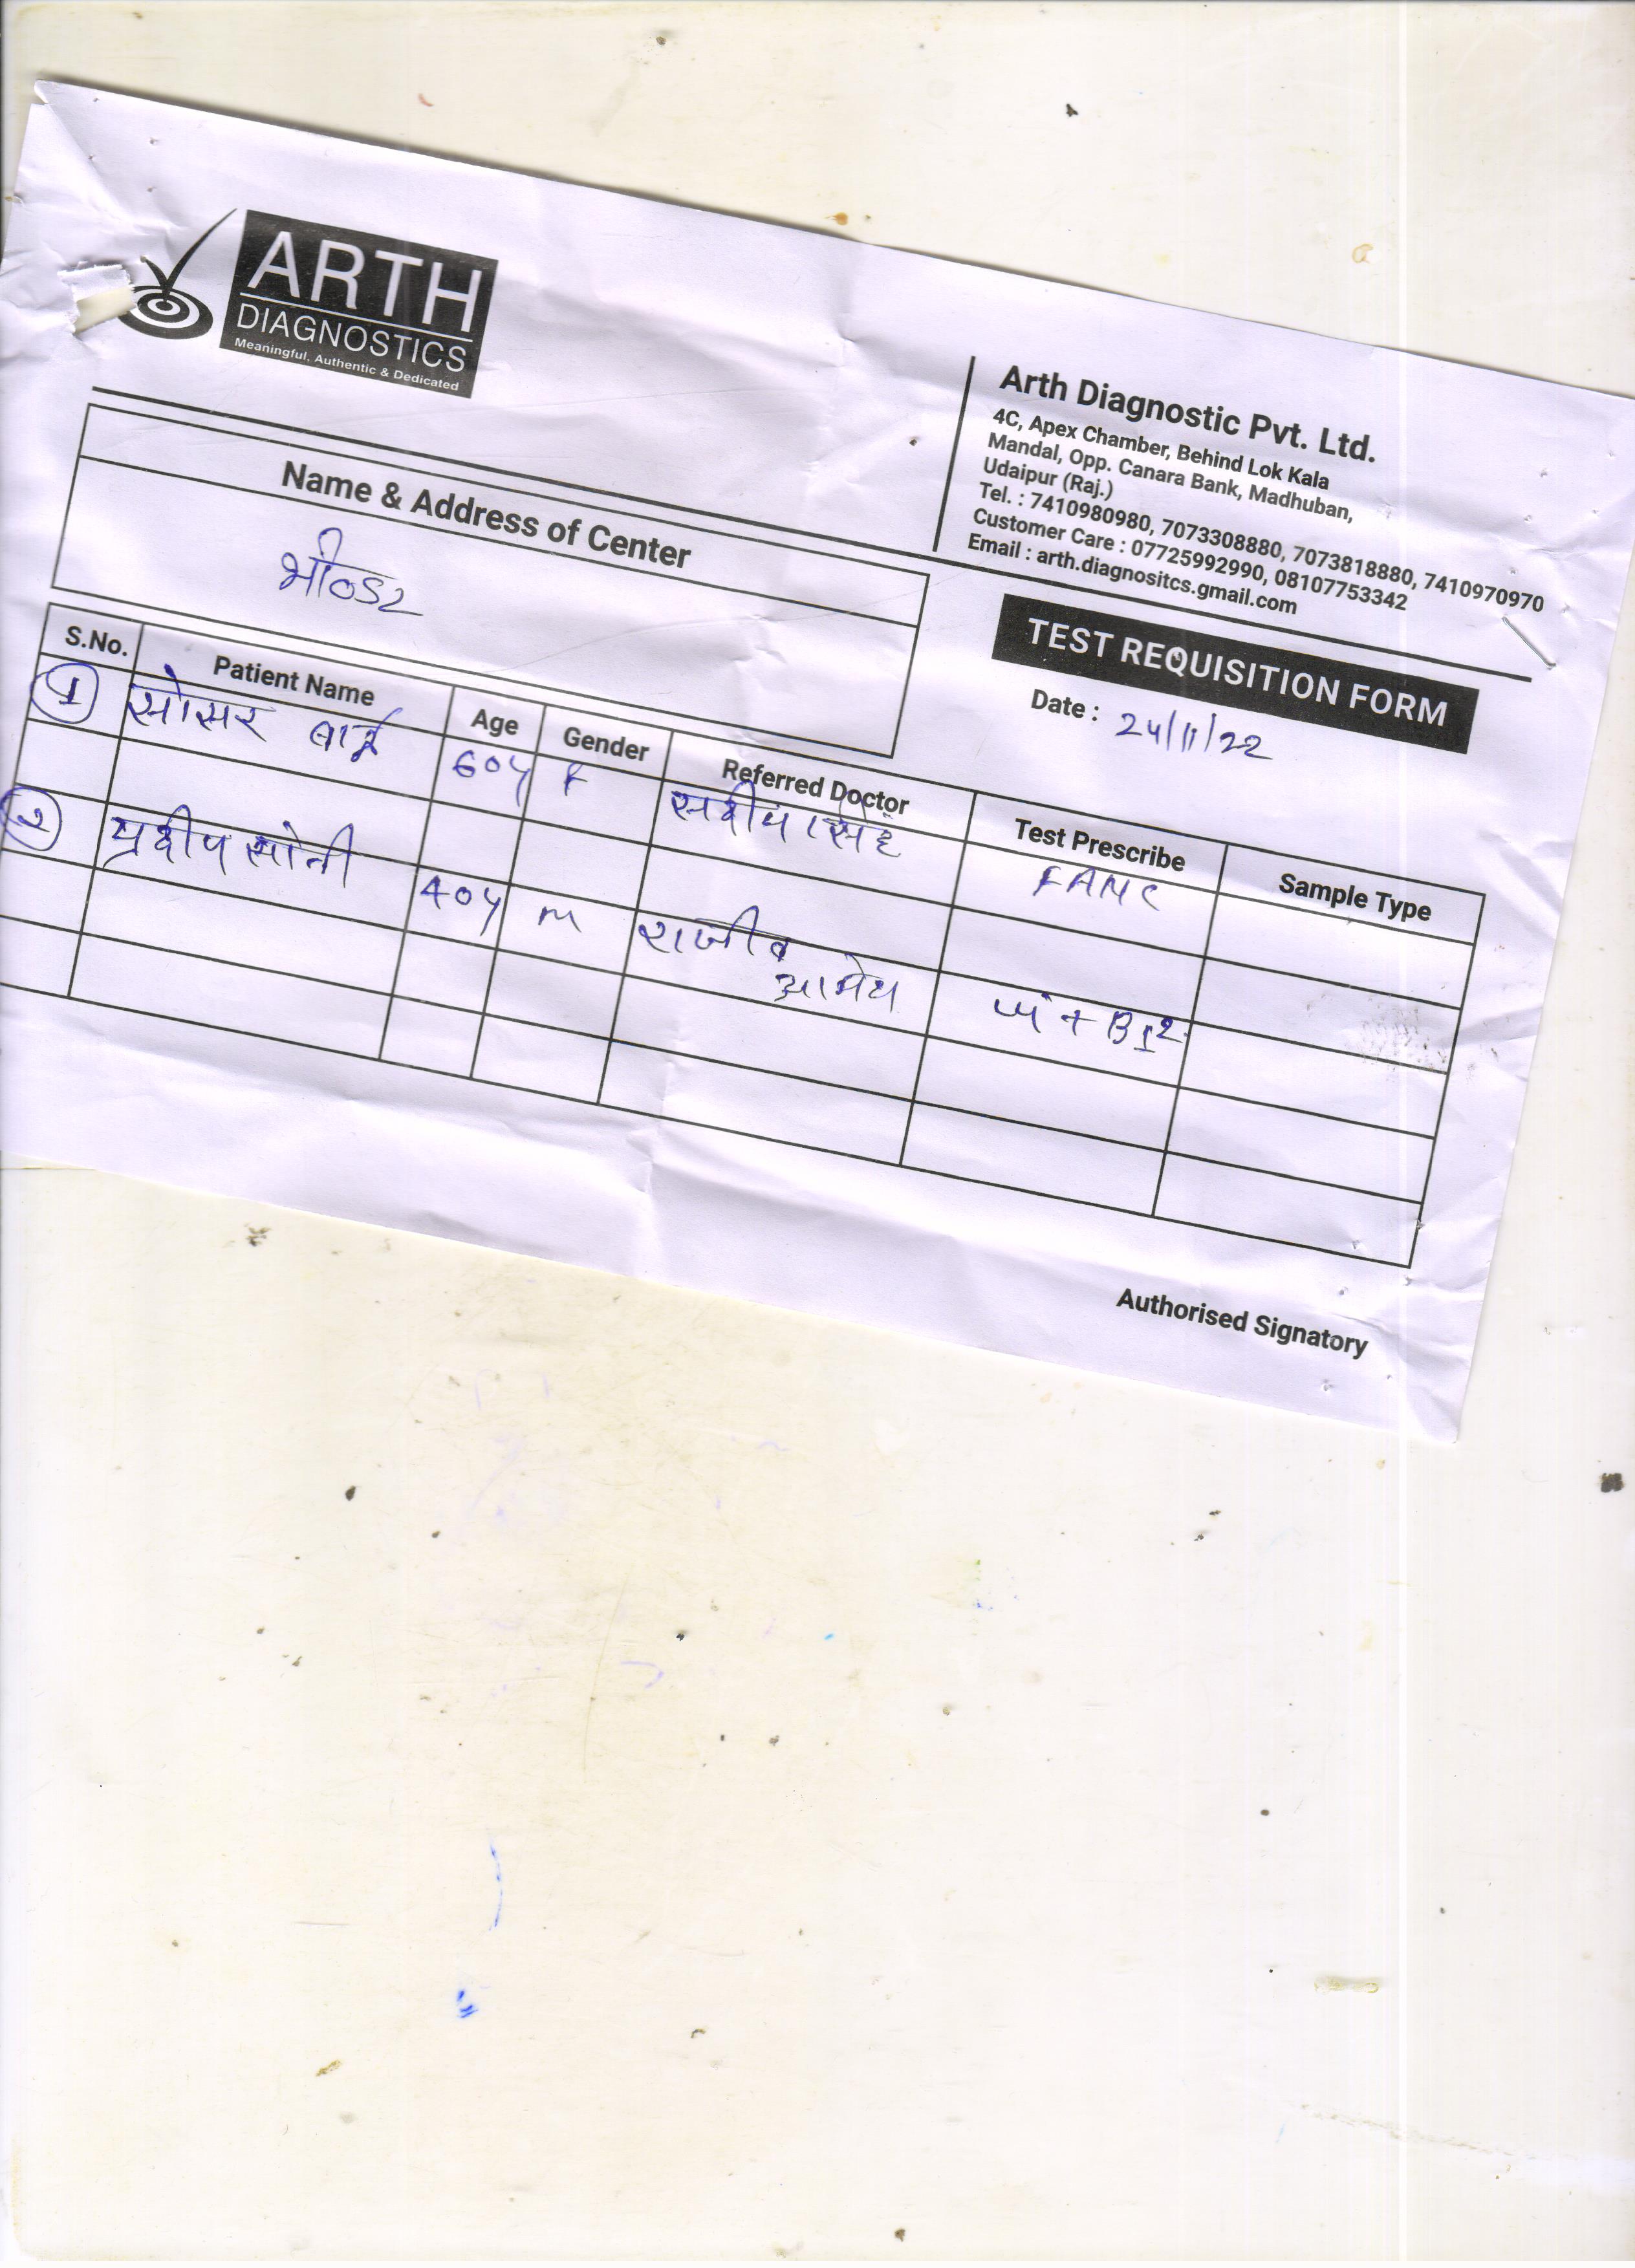 ARTH
DIAGNOSTICS
Meaningful, Authentic & Dedicated
Arth Diagnostic Pvt. Ltd.
4C, Apex Chamber, Behind Lok Kala
Mandal, Opp. Canara Bank, Madhuban,
Udaipur (Raj.)
Tel. : 7410980980, 7073308880, 7073818880, 7410970970
Customer Care : 07725992990, 08107753342
Email : arth.diagnositcs.gmail.com
Name & Address of Center
भीण्डर
TEST REQUISITION FORM
Date : 24/11/22
S.No. Patient Name Age Gender Referred Doctor Test Prescribe Sample Type
1 सोसर बाई 60y F
2 प्रदीप सोनी 40y M राजीव
आमेय
+ B12
Authorised Signatory